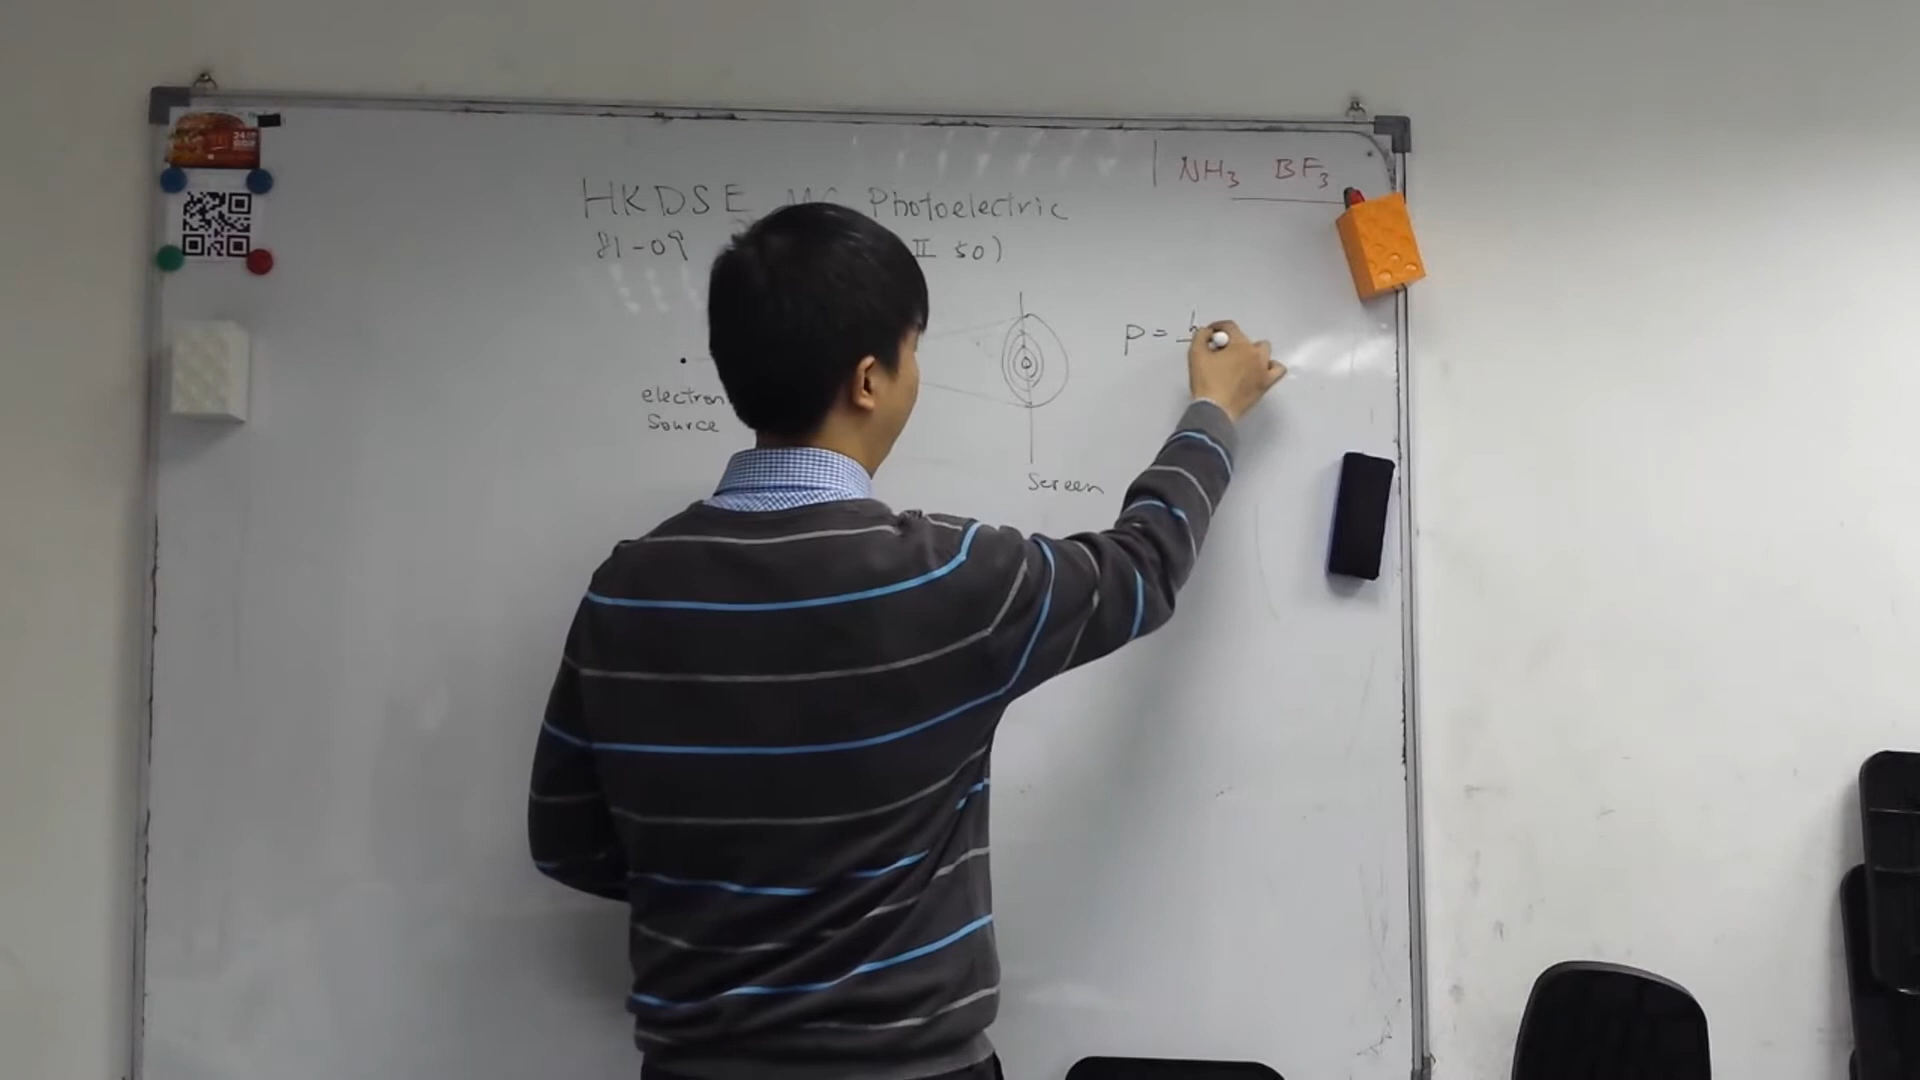 NH3 BF3
HKDSE MC Photoelectric
81-09 II 50)
P = h
electron
Source
Screen